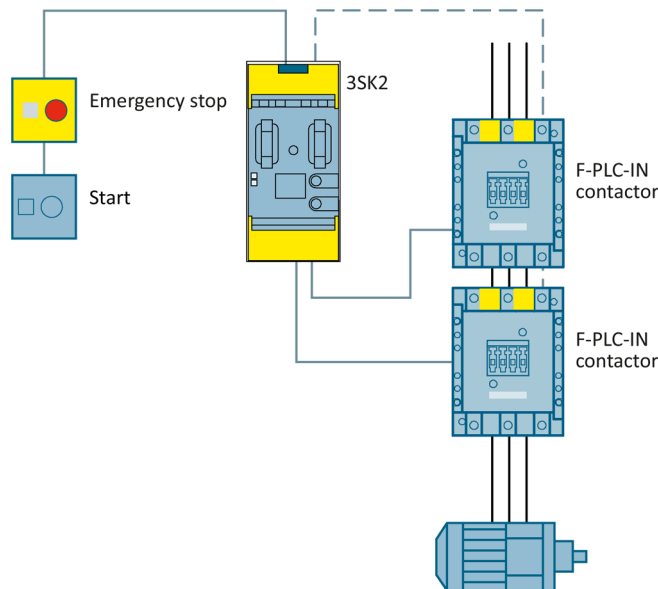 3SK2
Emergency stop
Start
F-PLC-IN
contactor
F-PLC-IN
contactor